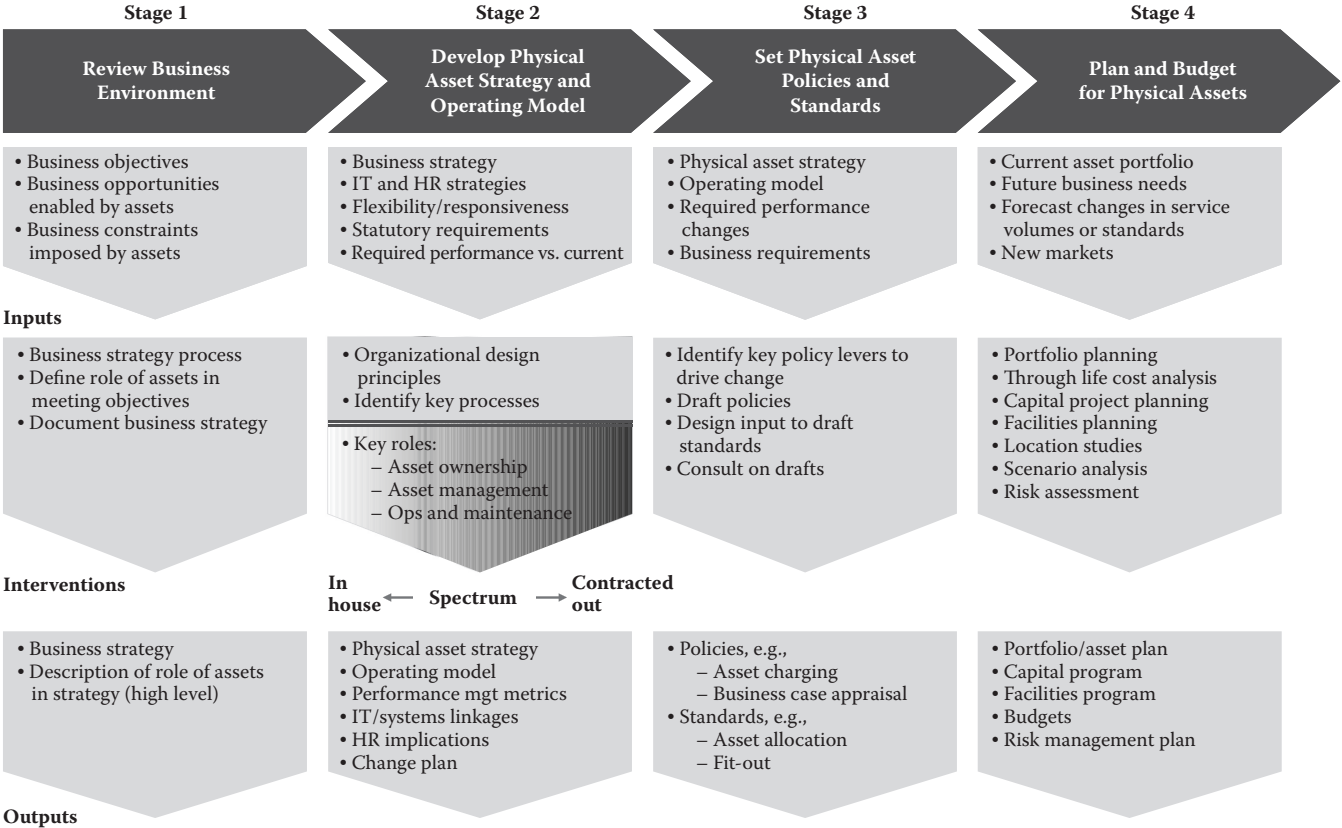 Stage 1
Stage 2
Stage 3
Stage 4
Review Business
Environment
Develop Physical
Asset Strategy and
Operating Model
Set Physical Asset
Policies and
Standards
Plan and Budget
for Physical Assets
• Business objectives
• Business opportunities
enabled by assets
• Business constraints
imposed by assets
• Business strategy
• IT and HR strategies
• Flexibility/responsiveness
• Statutory requirements
• Required performance vs. current
• Physical asset strategy
• Operating model
• Required performance
changes
• Business requirements
• Current asset portfolio
• Future business needs
• Forecast changes in service
volumes or standards
• New markets
Inputs
• Business strategy process
• Define role of assets in
meeting objectives
• Document business strategy
• Organizational design
principles
• Identify key processes
• Key roles:
– Asset ownership
– Asset management
– Ops and maintenance
• Identify key policy levers to
drive change
• Draft policies
• Design input to draft
standards
• Consult on drafts
• Portfolio planning
• Through life cost analysis
• Capital project planning
• Facilities planning
• Location studies
• Scenario analysis
• Risk assessment
Interventions
In
house
Spectrum
Contracted
out
• Business strategy
• Description of role of assets
in strategy (high level)
• Physical asset strategy
• Operating model
• Performance mgt metrics
• IT/systems linkages
• HR implications
• Change plan
• Policies, e.g.,
– Asset charging
– Business case appraisal
• Standards, e.g.,
– Asset allocation
– Fit-out
• Portfolio/asset plan
• Capital program
• Facilities program
• Budgets
• Risk management plan
Outputs